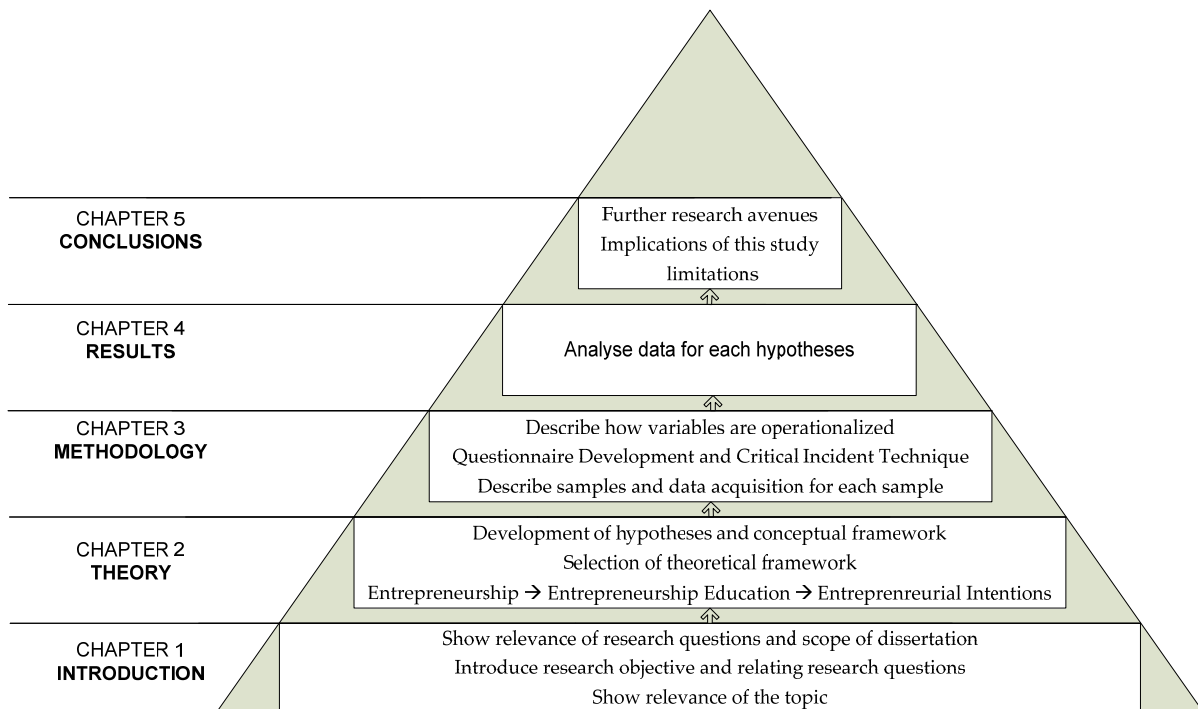 CHAPTER 5
CONCLUSIONS
Further research avenues
Implications of this study
limitations
CHAPTER 4
RESULTS
Analyse data for each hypotheses
CHAPTER 3
METHODOLOGY
Describe how variables are operationalized
Questionnaire Development and Critical Incident Technique
Describe samples and data acquisition for each sample
CHAPTER 2
THEORY
Development of hypotheses and conceptual framework
Selection of theoretical framework
Entrepreneurship → Entrepreneurship Education → Entreprenreurial Intentions
CHAPTER 1
INTRODUCTION
Show relevance of research questions and scope of dissertation
Introduce research objective and relating research questions
Show relevance of the topic